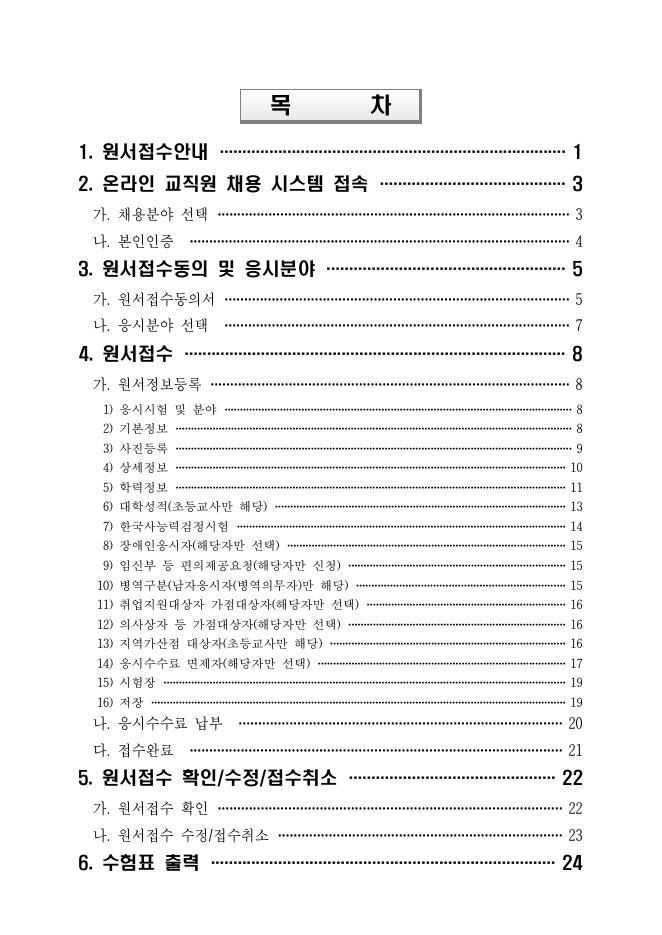 목 차
1. 원서접수안내 ························ 1
2. 온라인 교직원 채용 시스템 접속 ························ 3
가. 채용분야 선택 ························ 3
나. 본인인증 ························ 4
3. 원서접수동의 및 응시분야 ························ 5
가. 원서접수동의서 ························ 5
나. 응시분야 선택 ························ 7
4. 원서접수 ························ 8
가. 원서정보등록 ························ 8
1) 응시시험 및 분야 ························ 8
2) 기본정보 ························ 8
3) 사진등록 ························ 9
4) 상세정보 ························ 10
5) 학력정보 ························ 11
6) 대학성적(초등교사만 해당) ························ 13
7) 한국사능력검정시험 ························ 14
8) 장애인응시자(해당자만 선택) ························ 15
9) 임신부 등 편의제공요청(해당자만 신청) ························ 15
10) 병역구분(남자응시자(병역의무자)만 해당) ························ 15
11) 취업지원대상자 가점대상자(해당자만 선택) ························ 16
12) 의사상자 등 가점대상자(해당자만 선택) ························ 16
13) 지역가산점 대상자(초등교사만 해당) ························ 16
14) 응시수수료 면제자(해당자만 선택) ························ 17
15) 시험장 ························ 19
16) 저장 ························ 19
나. 응시수수료 납부 ························ 20
다. 접수완료 ························ 21
5. 원서접수 확인/수정/접수취소 ························ 22
가. 원서접수 확인 ························ 22
나. 원서접수 수정/접수취소 ························ 23
6. 수험표 출력 ························ 24